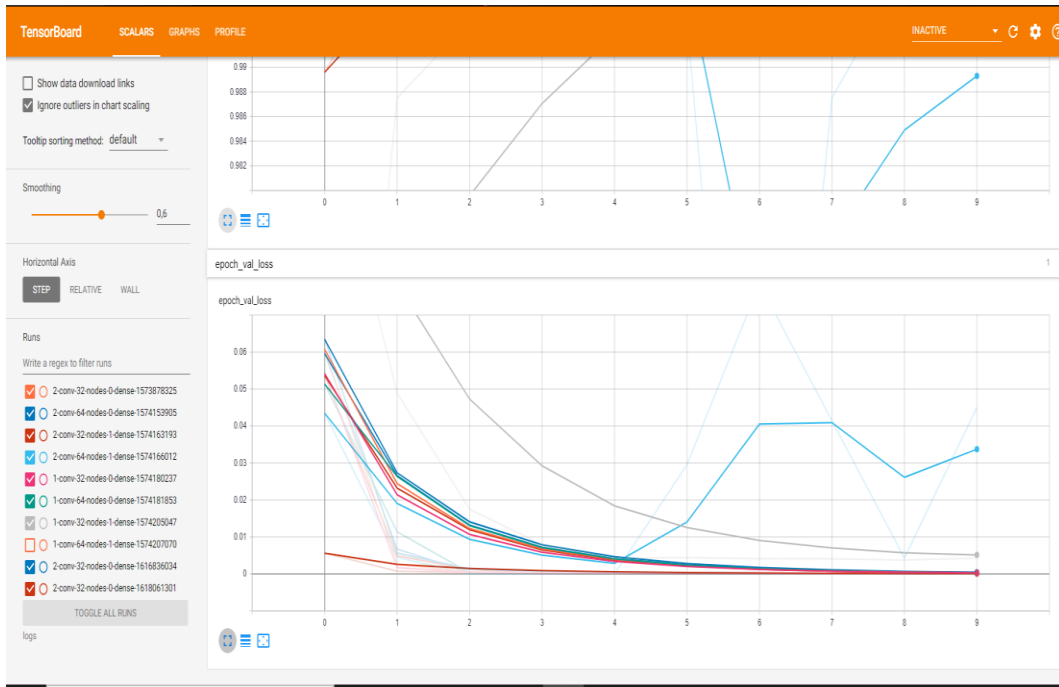 TensorBoard SCALARS GRAPHS PROFILE INACTIVE
Show data download links
Ignore outliers in chart scaling
Tooltip sorting method: default
Smoothing
0,6
Horizontal Axis
STEP RELATIVE WALL
Runs
Write a regex to filter runs
2-conv-32-nodes-0-dense-1573878325
2-conv-64-nodes-0-dense-1574153905
2-conv-32-nodes-1-dense-1574163193
2-conv-64-nodes-1-dense-1574166012
1-conv-32-nodes-0-dense-1574180237
1-conv-64-nodes-0-dense-1574181853
1-conv-32-nodes-1-dense-1574205047
1-conv-64-nodes-1-dense-1574207070
2-conv-32-nodes-0-dense-1616836034
2-conv-32-nodes-0-dense-1618061301
TOGGLE ALL RUNS
logs
0.99
0.988
0.986
0.984
0.982
0 1 2 3 4 5 6 7 8 9
epoch_val_loss 1
epoch_val_loss
0.06
0.05
0.04
0.03
0.02
0.01
0
0 1 2 3 4 5 6 7 8 9